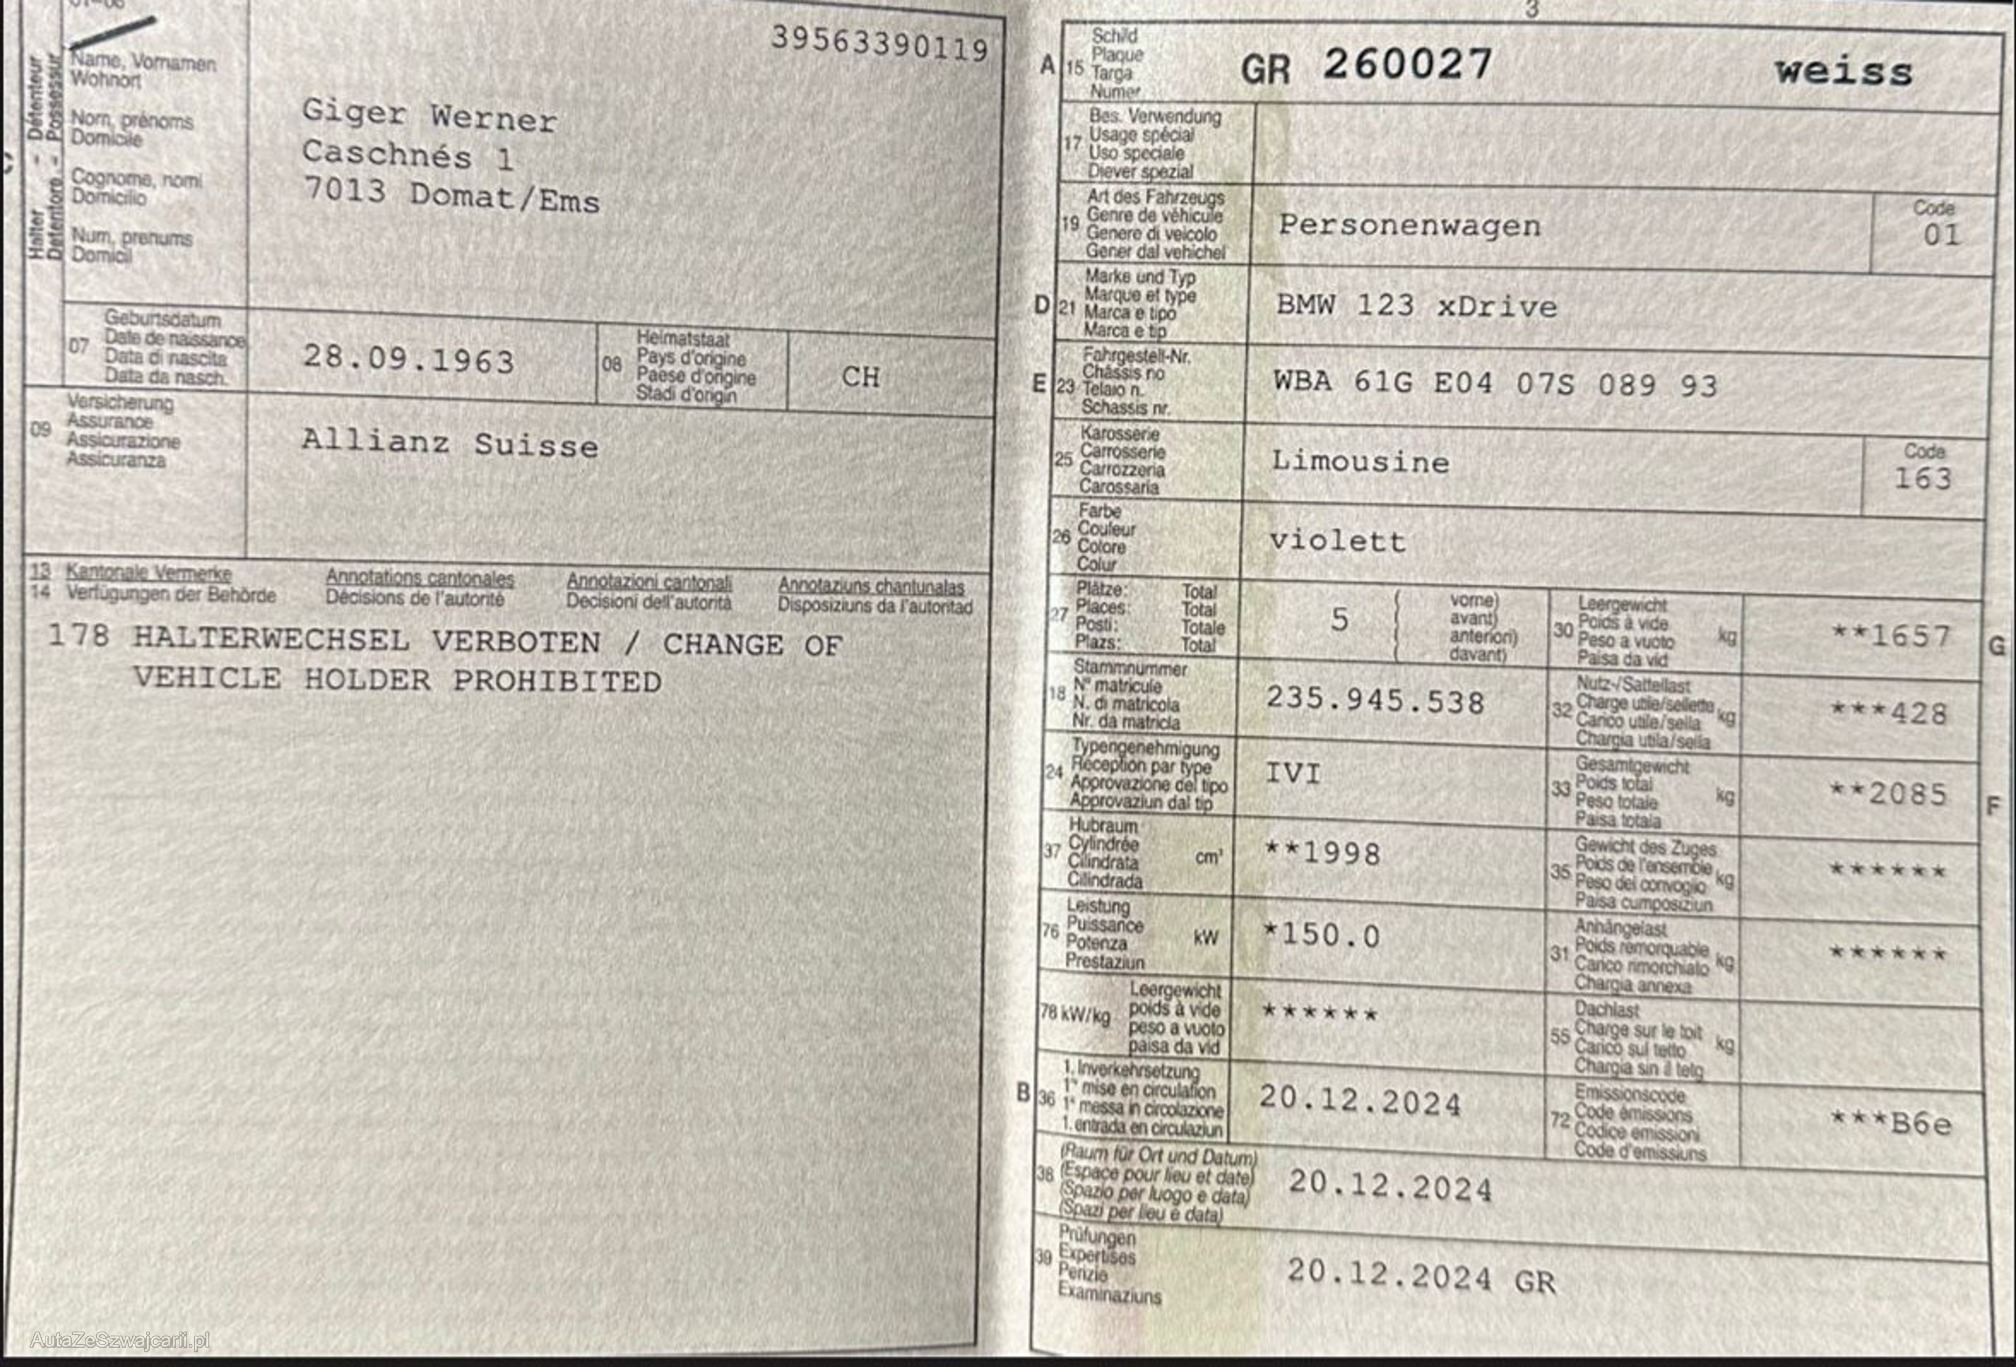 39563390119
Name, Vornamen
Wohnort
Nom, prénoms
Domicile
Cognome, nomi
Domicilio
Num, prenums
Domicil
Halter - Détenteur
Detentore - Possessur
Giger Werner
Caschnés 1
7013 Domat/Ems
07
Geburtsdatum
Date de naissance
Data di nascita
Data da nasch.
28.09.1963
08
Heimatstaat
Pays d'origine
Paese d'origine
Stadi d'origin
CH
09
Versicherung
Assurance
Assicurazione
Assicuranza
Allianz Suisse
13 Kantonale Vermerke Annotations cantonales Annotazioni cantonali Annotaziuns chantunalas
14 Verfügungen der Behörde Décisions de l'autorité Decisioni dell'autorità Disposiziuns da l'autoritad
178 HALTERWECHSEL VERBOTEN / CHANGE OF
VEHICLE HOLDER PROHIBITED
AutaZeSzwajcarii.pl
3
A 15
Schild
Plaque
Targa
Numer
GR 260027 weiss
17
Bes. Verwendung
Usage spécial
Uso speciale
Diever spezial
19
Art des Fahrzeugs
Genre de véhicule
Genere di veicolo
Gener dal vehichel
Personenwagen
Code
01
D 21
Marke und Typ
Marque et type
Marca e tipo
Marca e tip
BMW 123 xDrive
E 23
Fahrgestell-Nr.
Châssis no
Telaio n.
Schassis nr.
WBA 61G E04 07S 089 93
25
Karosserie
Carrosserie
Carrozzeria
Carossaria
Limousine
Code
163
26
Farbe
Couleur
Colore
Colur
violett
27
Plätze: Total
Places: Total
Posti: Totale
Plazs: Total
5
vorne)
avant)
anteriori)
davant)
30
Leergewicht
Poids à vide
Peso a vuoto
Paisa da vid
kg
**1657
G
18
Stammnummer
N° matricule
N. di matricola
Nr. da matricla
235.945.538
32
Nutz-/Sattellast
Charge utile/sellette
Carico utile/sella
Chargia utila/sella
kg
***428
24
Typengenehmigung
Réception par type
Approvazione del tipo
Approvaziun dal tip
IVI
33
Gesamtgewicht
Poids total
Peso totale
Paisa totala
kg
**2085
F
37
Hubraum
Cylindrée
Cilindrata
Cilindrada
cm³
**1998
35
Gewicht des Zuges
Poids de l'ensemble
Peso del convoglio
Paisa cumposiziun
kg
******
76
Leistung
Puissance
Potenza
Prestaziun
kW
*150.0
31
Anhängelast
Poids remorquable
Carico rimorchiato
Chargia annexa
kg
******
78 kW/kg
Leergewicht
poids à vide
peso a vuoto
paisa da vid
******
55
Dachlast
Charge sur le toit
Carico sul tetto
Chargia sin il tetg
kg
B 36
1. Inverkehrsetzung
1re mise en circulation
1a messa in circolazione
1. entrada en circulaziun
20.12.2024
72
Emissionscode
Code émissions
Codice emissioni
Code d'emissiuns
***B6e
38
(Raum für Ort und Datum)
(Espace pour lieu et date)
(Spazio per luogo e data)
(Spazi per lieu e data)
20.12.2024
39
Prüfungen
Expertises
Perizie
Examinaziuns
20.12.2024 GR